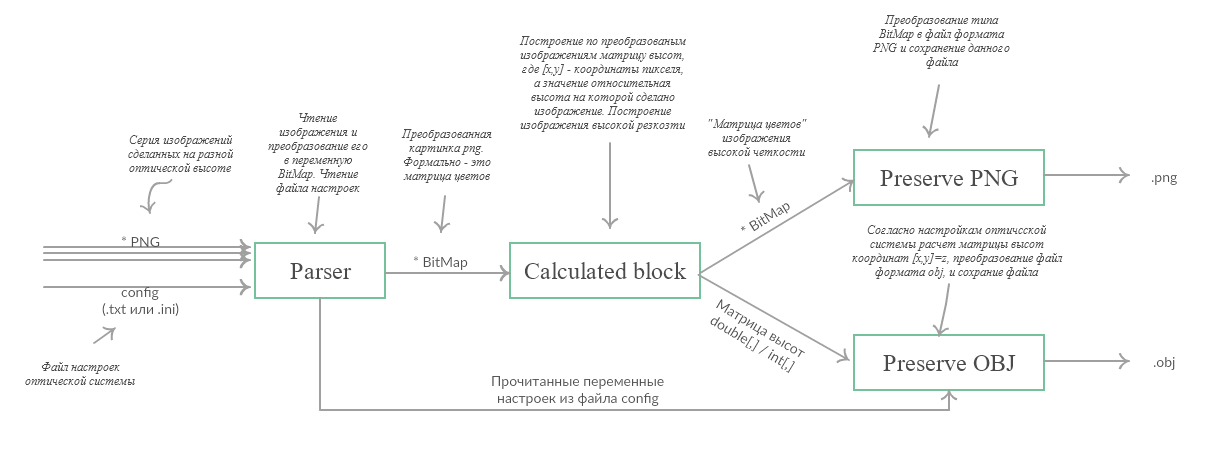 Преобразование типа
BitMap в файл формата
PNG и сохранение данного
файла
Построение по преобразованым
изображениям матрицу высот,
где [x,y] - координаты пикселя,
а значение относительная
высота на которой сделано
изображение. Построение
изображения высокой резкозти
Чтение
изображения и
преобразование его
в переменную
BitMap. Чтение
файла настроек
"Матрица цветов"
изображения
высокой четкости
Серия изображений
сделанных на разной
оптической высоте
Преобразованная
картинка png.
Формально - это
матрица цветов
Preserve PNG
.png
* BitMap
Согласно настройкам оптичсской
системы расчет матрицы высот
координат [x,y]=z, преобразование файл
формата obj, и сохрание файла
* PNG
Parser
* BitMap
Calculated block
config
(.txt или .ini)
Матрица высот
double[,] / int[,]
Preserve OBJ
.obj
Файл настроек
оптической системы
Прочитанные переменные
настроек из файла config